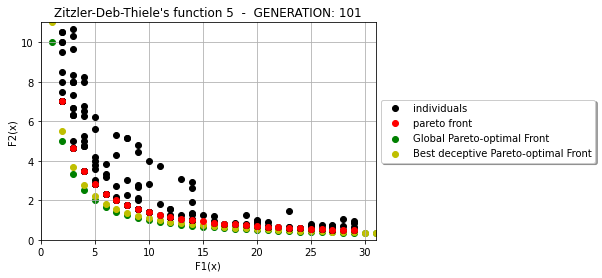 Zitzler-Deb-Thiele's function 5 - GENERATION: 101
F2(x)
10
8
6
4
2
0
0 5 10 15 20 25 30
F1(x)
individuals
pareto front
Global Pareto-optimal Front
Best deceptive Pareto-optimal Front